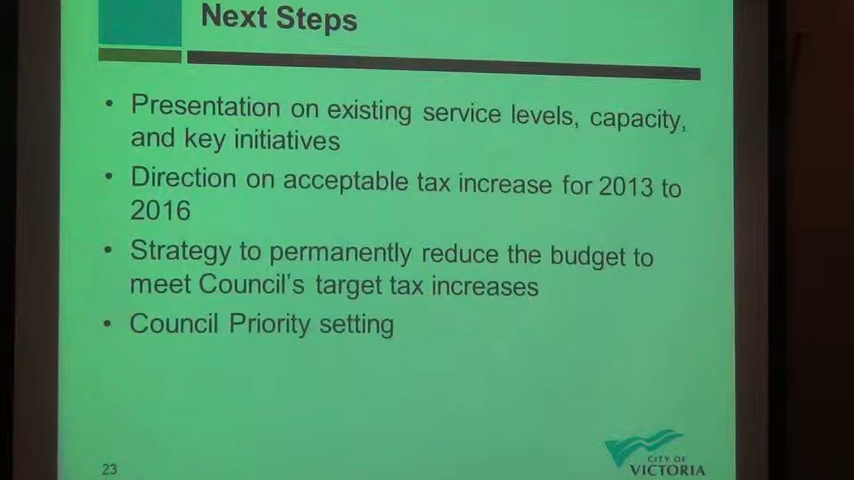 Next Steps
• Presentation on existing service levels, capacity,
and key initiatives
• Direction on acceptable tax increase for 2013 to
2016
• Strategy to permanently reduce the budget to
meet Council's target tax increases
• Council Priority setting
23
CITY OF
VICTORIA